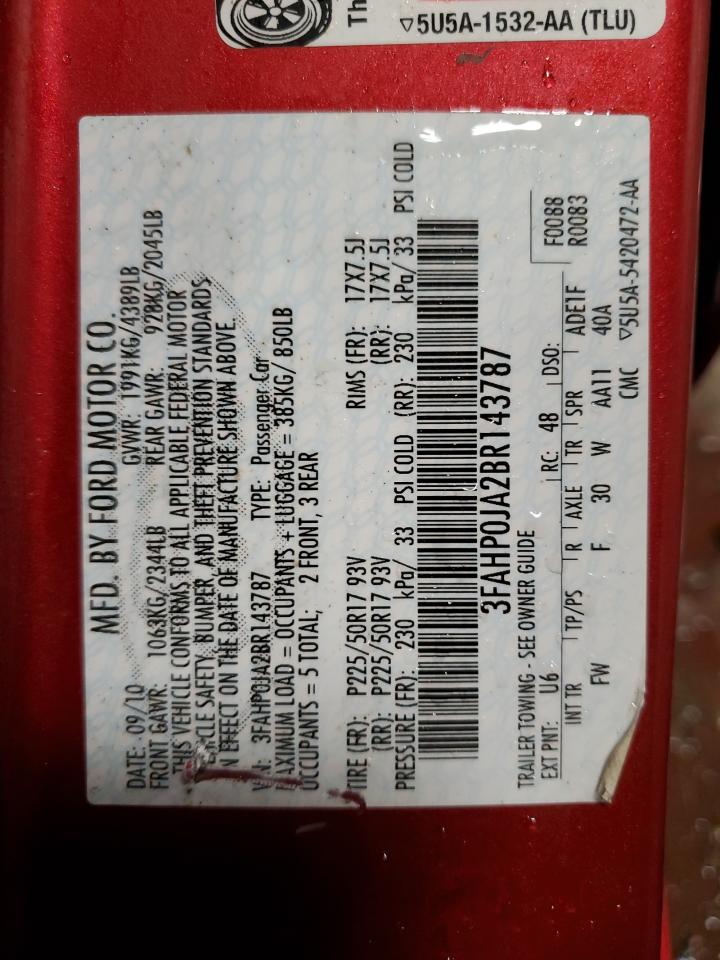 Th
▽5U5A-1532-AA (TLU)
MFD. BY FORD MOTOR CO.
DATE: 09/10 GVWR: 1991KG/4389LB
FRONT GAWR: 1063KG/2344LB REAR GAWR: 928KG/2045LB
THIS VEHICLE CONFORMS TO ALL APPLICABLE FEDERAL MOTOR
VEHICLE SAFETY, BUMPER, AND THEFT PREVENTION STANDARDS
IN EFFECT ON THE DATE OF MANUFACTURE SHOWN ABOVE.
VIN: 3FAHP0JA2BR143787 TYPE: Passenger Car
MAXIMUM LOAD = OCCUPANTS + LUGGAGE = 385KG/ 850LB
OCCUPANTS = 5 TOTAL; 2 FRONT, 3 REAR
TIRE (FR): P225/50R17 93V RIMS (FR): 17X7.5J
(RR): P225/50R17 93V (RR): 17X7.5J
PRESSURE (FR): 230 kPa/ 33 PSI COLD (RR): 230 kPa/ 33 PSI COLD
3FAHP0JA2BR143787
TRAILER TOWING - SEE OWNER GUIDE
EXT PNT: U6 RC: 48 DSO: F0088
R0083
INT TR TP/PS R AXLE TR SPR ADE1F
FW F 30 W AA11 40A
CMC ▽5U5A-5420472-AA